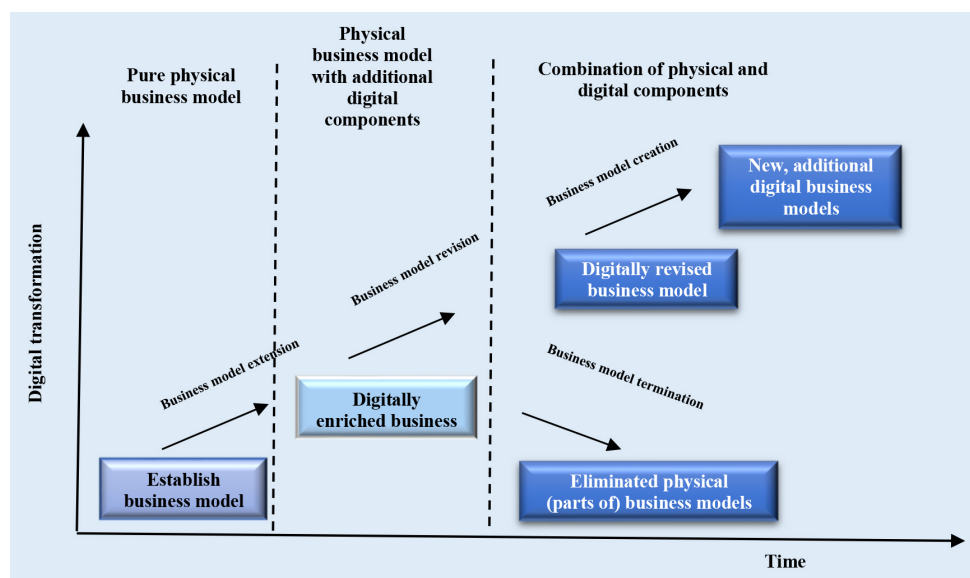 Pure physical
business model
Physical
business model
with additional
digital
components
Combination of physical and
digital components
Digital transformation
Business model extension
Establish
business model
Business model revision
Digitally
enriched business
Business model creation
New, additional
digital business
models
Digitally revised
business model
Business model termination
Eliminated physical
(parts of) business models
Time